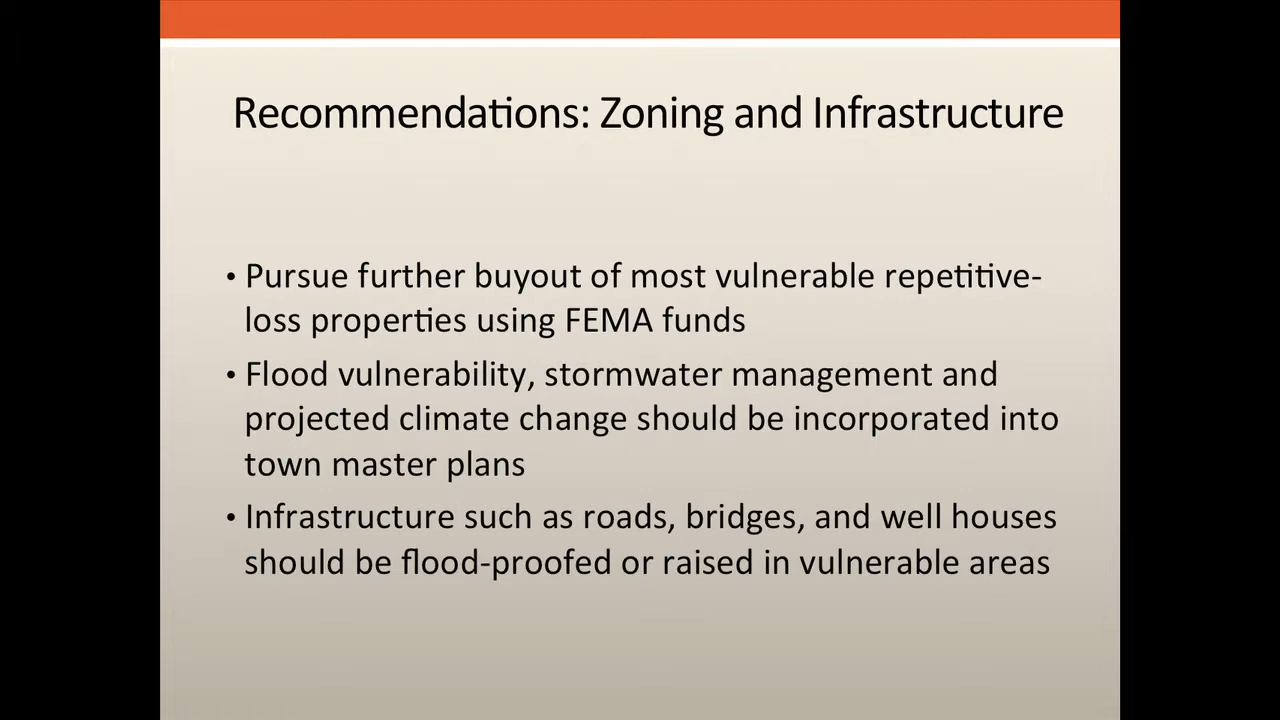 Recommendations: Zoning and Infrastructure
• Pursue further buyout of most vulnerable repetitive-
loss properties using FEMA funds
• Flood vulnerability, stormwater management and
projected climate change should be incorporated into
town master plans
• Infrastructure such as roads, bridges, and well houses
should be flood-proofed or raised in vulnerable areas